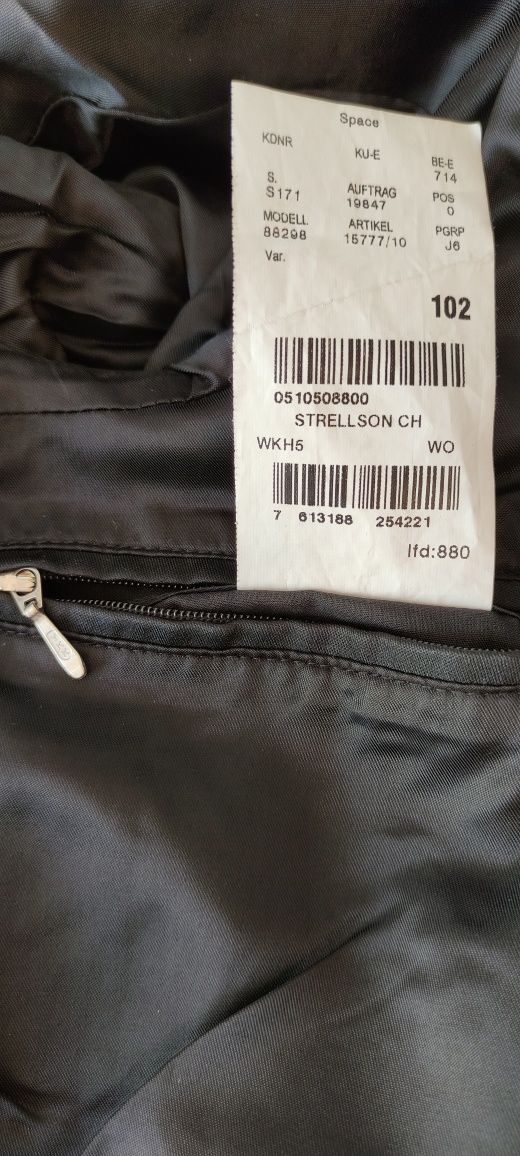 Space
KDNR KU-E BE-E
714
S. AUFTRAG POS
S171 19847 0
MODELL ARTIKEL PGRP
88298 15777/10 J6
Var.
102
0510508800
STRELLSON CH
WKH5 WO
7 613188 254221
lfd:880